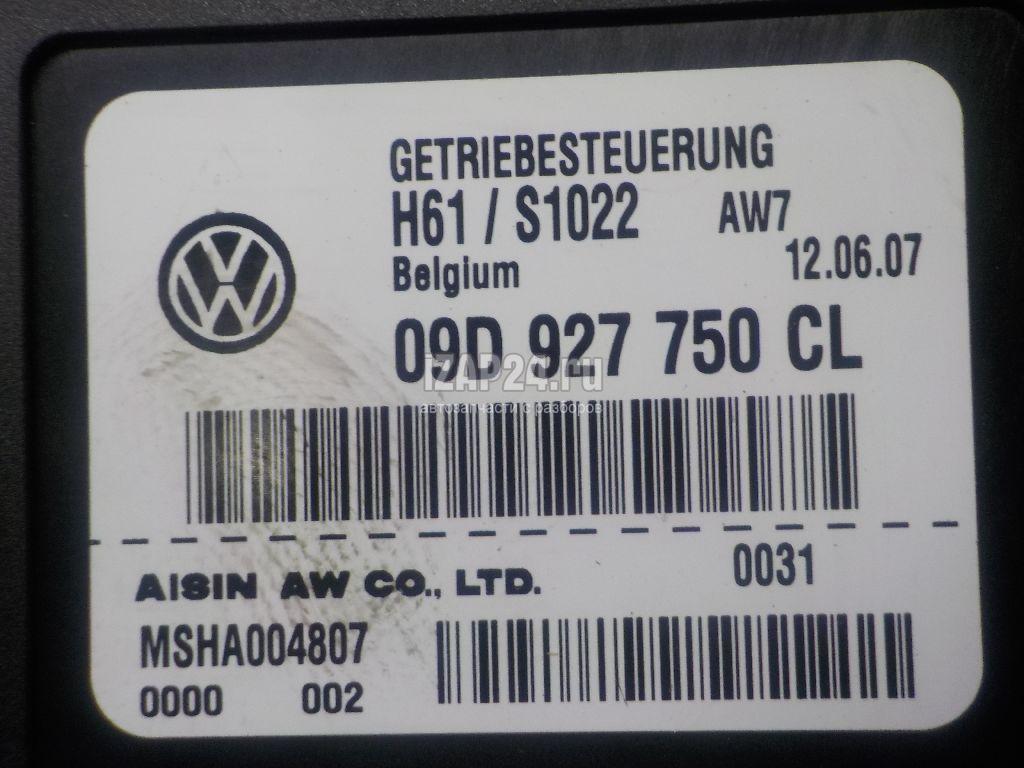 GETRIEBESTEUERUNG
H61 / S1022 AW7
Belgium 12.06.07
09D 927 750 CL
iZAP24.ru
автозапчасти с разборов
AISIN AW CO., LTD. 0031
MSHA004807
0000 002